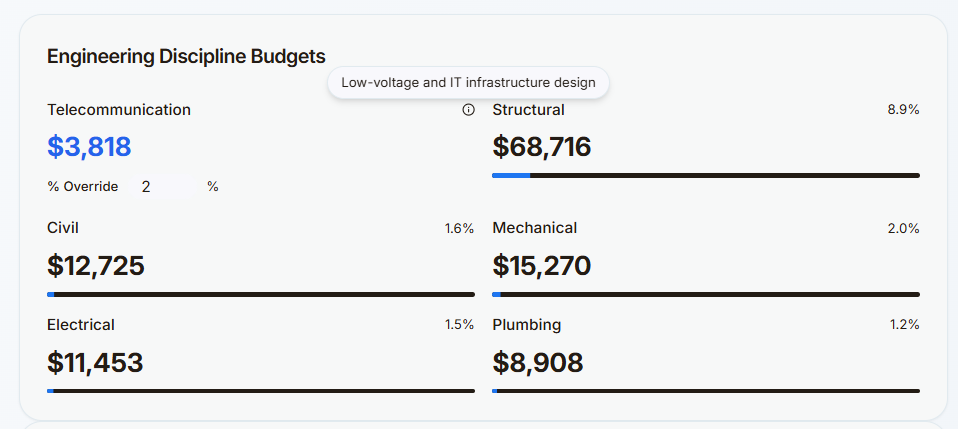 Engineering Discipline Budgets
Low-voltage and IT infrastructure design
Telecommunication
$3,818
% Override 2 %
Structural 8.9%
$68,716
Civil 1.6%
$12,725
Mechanical 2.0%
$15,270
Electrical 1.5%
$11,453
Plumbing 1.2%
$8,908